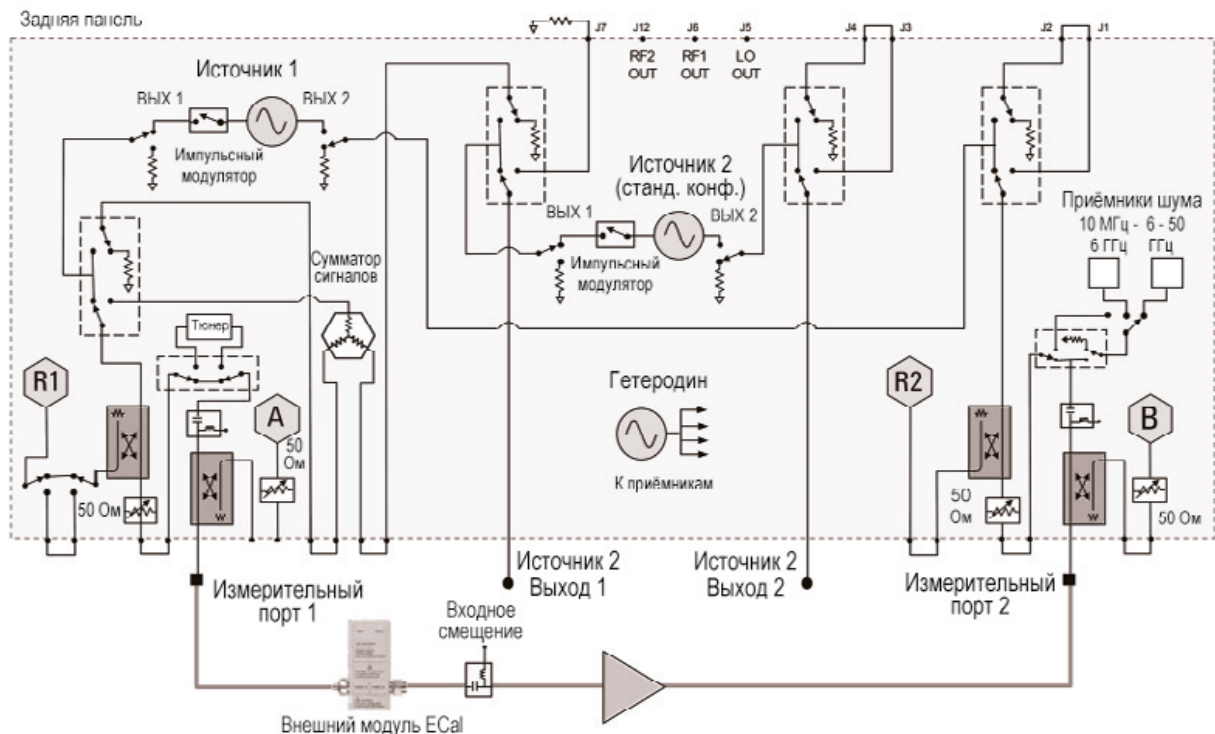 Задняя панель
J7
J12
J6
J5
J4
J3
J2
J1
RF2
OUT
RF1
OUT
LO
OUT
Источник 1
ВЫХ 1
ВЫХ 2
Импульсный
модулятор
Источник 2
(станд. конф.)
ВЫХ 1
ВЫХ 2
Импульсный
модулятор
Приёмники шума
10 МГц -
6 ГГц
6 - 50
ГГц
Сумматор
сигналов
Тюнер
R1
A
50
Ом
50 Ом
Гетеродин
К приёмникам
R2
B
50
Ом
50 Ом
Измерительный
порт 1
Источник 2
Выход 1
Источник 2
Выход 2
Измерительный
порт 2
Входное
смещение
Внешний модуль ECal